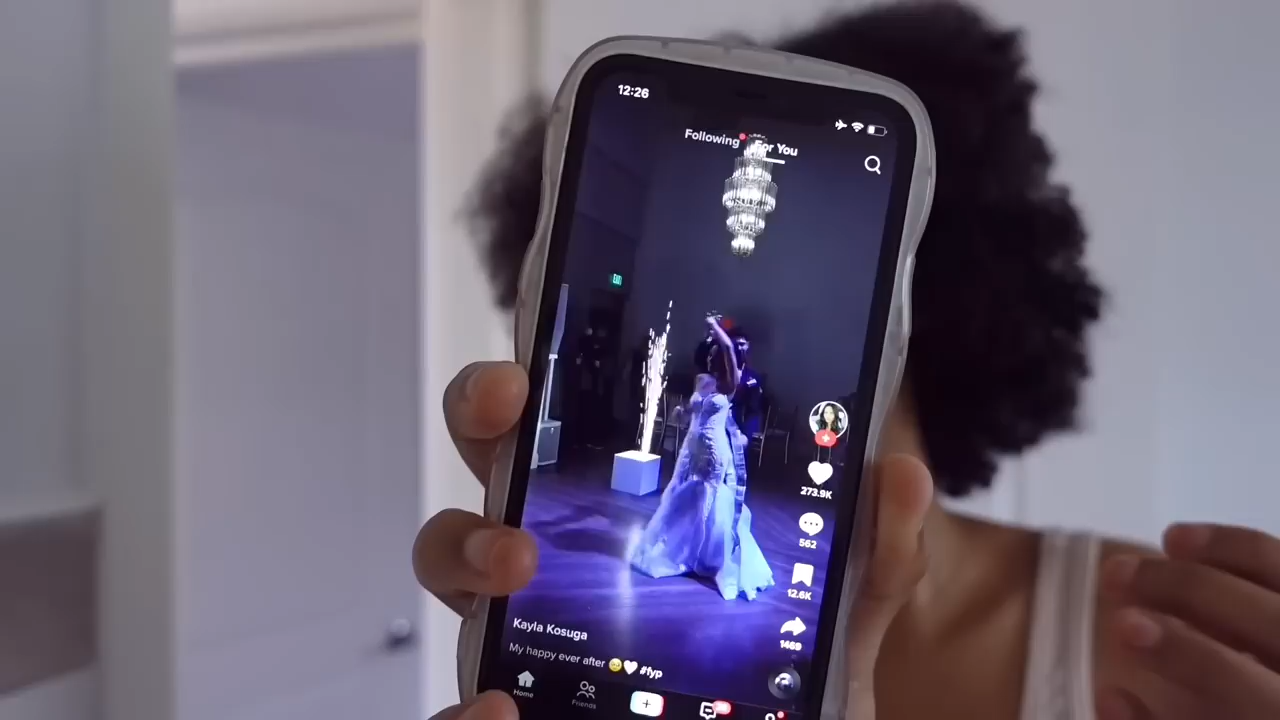 12:26
Following For You
EXIT
273.9K
562
12.6K
1469
Kayla Kosuga
My happy ever after 🥹🤍 #fyp
Home
Friends